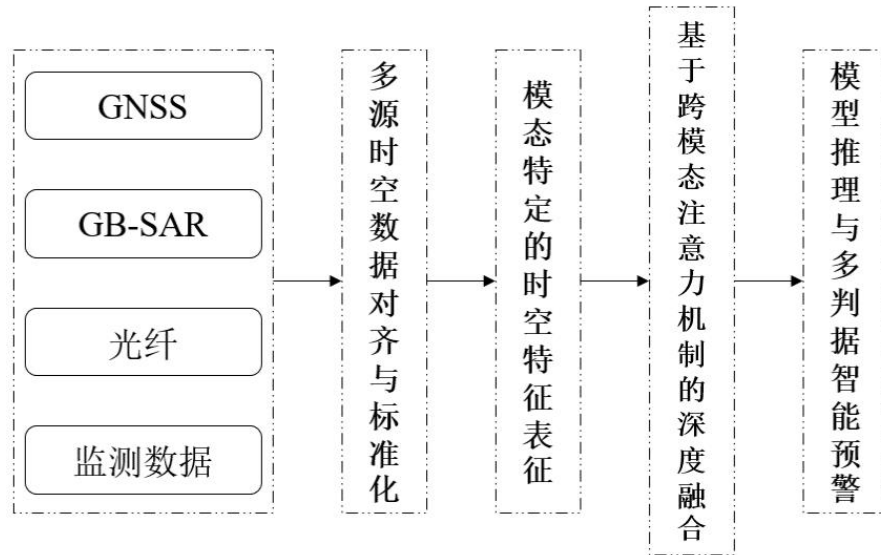 GNSS
GB-SAR
光纤
监测数据
多源时空数据对齐与标准化
模态特定的时空特征表征
基于跨模态注意力机制的深度融合
模型推理与多判据智能预警